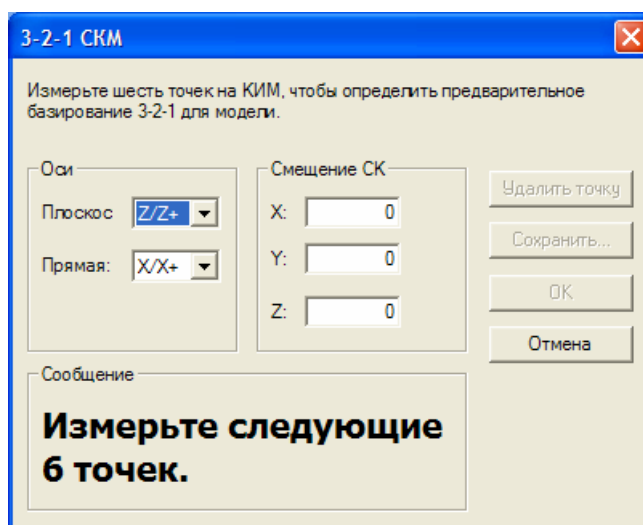 3-2-1 СКМ
Измерьте шесть точек на КИМ, чтобы определить предварительное
базирование 3-2-1 для модели.
Оси
Плоскос Z/Z+
Прямая: X/X+
Смещение СК
X: 0
Y: 0
Z: 0
Удалить точку
Сохранить...
OK
Отмена
Сообщение
Измерьте следующие
6 точек.